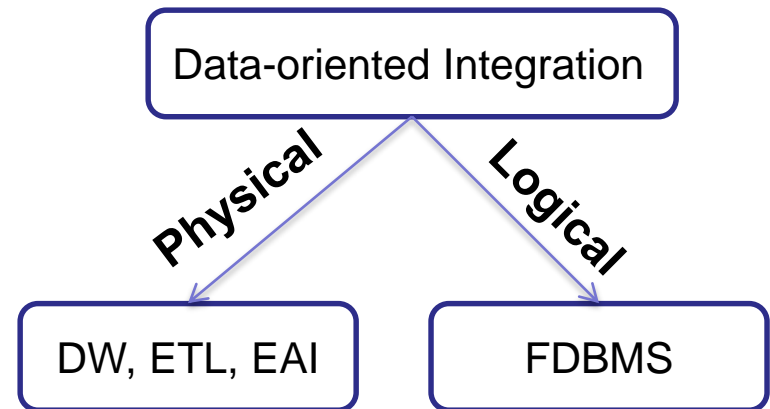 Data-oriented Integration
Physical
Logical
DW, ETL, EAI
FDBMS